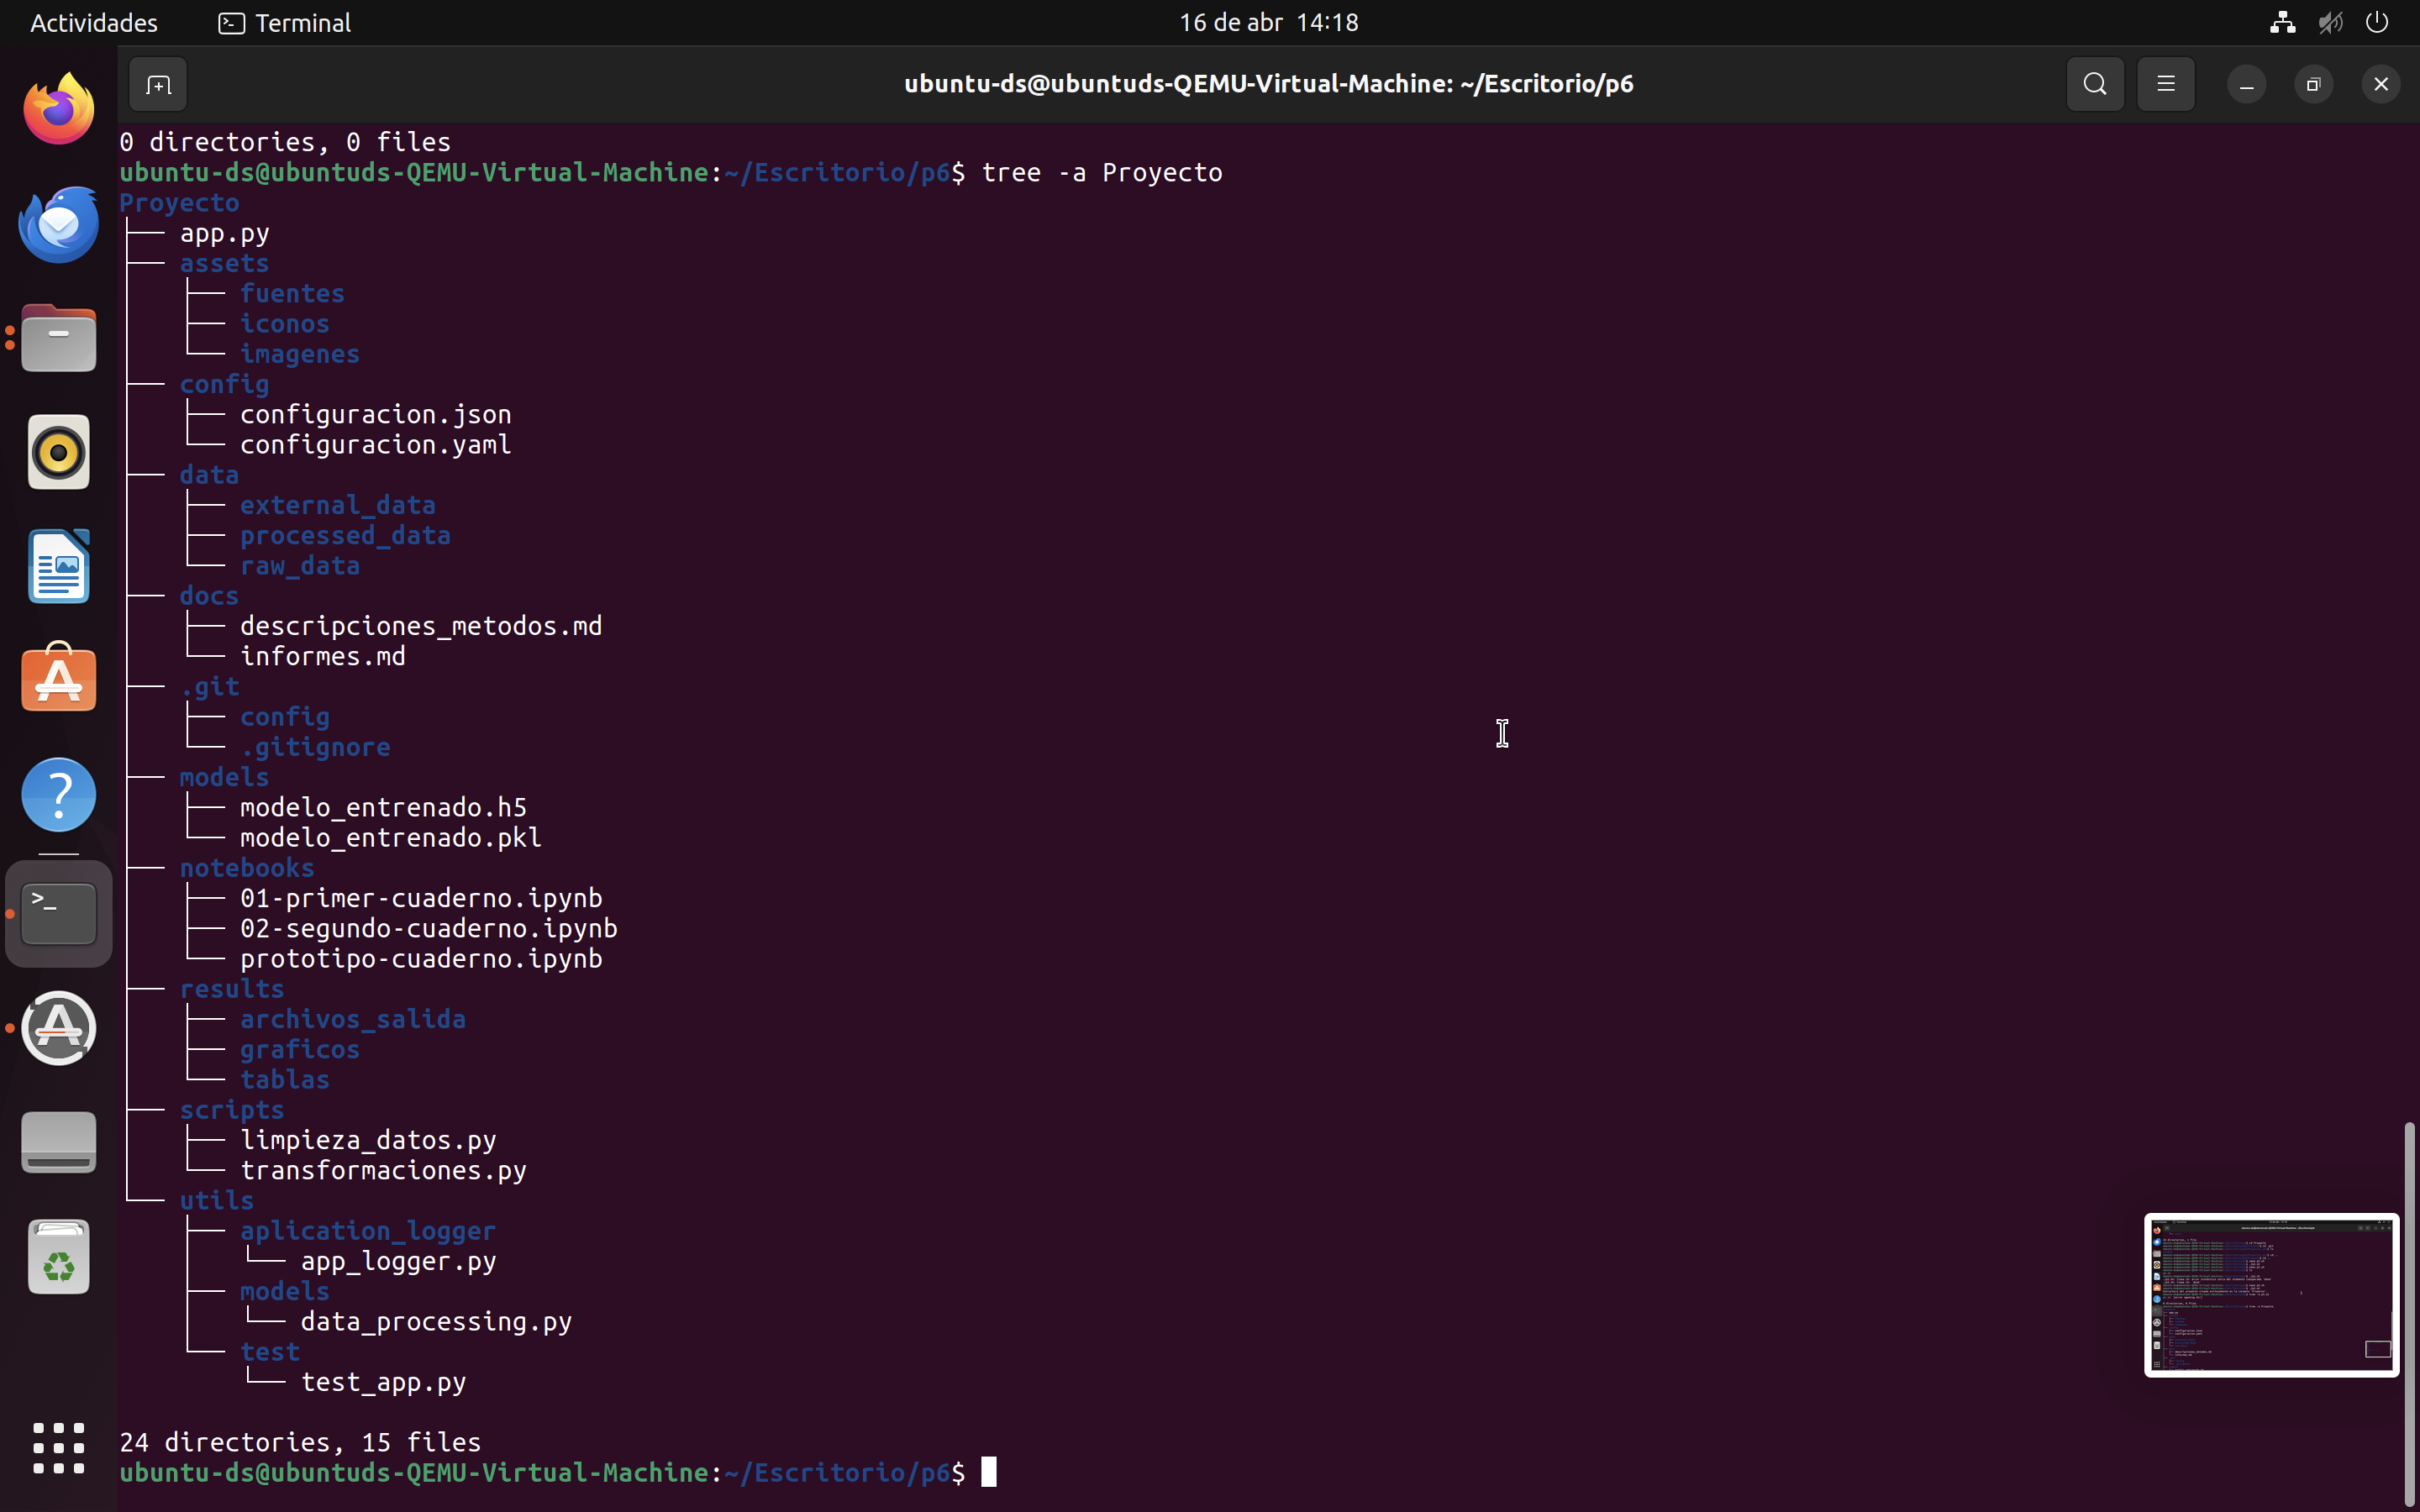 Actividades Terminal 16 de abr 14:18
ubuntu-ds@ubuntuds-QEMU-Virtual-Machine: ~/Escritorio/p6
0 directories, 0 files
ubuntu-ds@ubuntuds-QEMU-Virtual-Machine:~/Escritorio/p6$ tree -a Proyecto
Proyecto
├── app.py
├── assets
│   ├── fuentes
│   ├── iconos
│   └── imagenes
├── config
│   ├── configuracion.json
│   └── configuracion.yaml
├── data
│   ├── external_data
│   ├── processed_data
│   └── raw_data
├── docs
│   ├── descripciones_metodos.md
│   └── informes.md
├── .git
│   ├── config
│   └── .gitignore
├── models
│   ├── modelo_entrenado.h5
│   └── modelo_entrenado.pkl
├── notebooks
│   ├── 01-primer-cuaderno.ipynb
│   ├── 02-segundo-cuaderno.ipynb
│   └── prototipo-cuaderno.ipynb
├── results
│   ├── archivos_salida
│   ├── graficos
│   └── tablas
├── scripts
│   ├── limpieza_datos.py
│   └── transformaciones.py
└── utils
    ├── aplication_logger
    │   └── app_logger.py
    ├── models
    │   └── data_processing.py
    └── test
        └── test_app.py
24 directories, 15 files
ubuntu-ds@ubuntuds-QEMU-Virtual-Machine:~/Escritorio/p6$